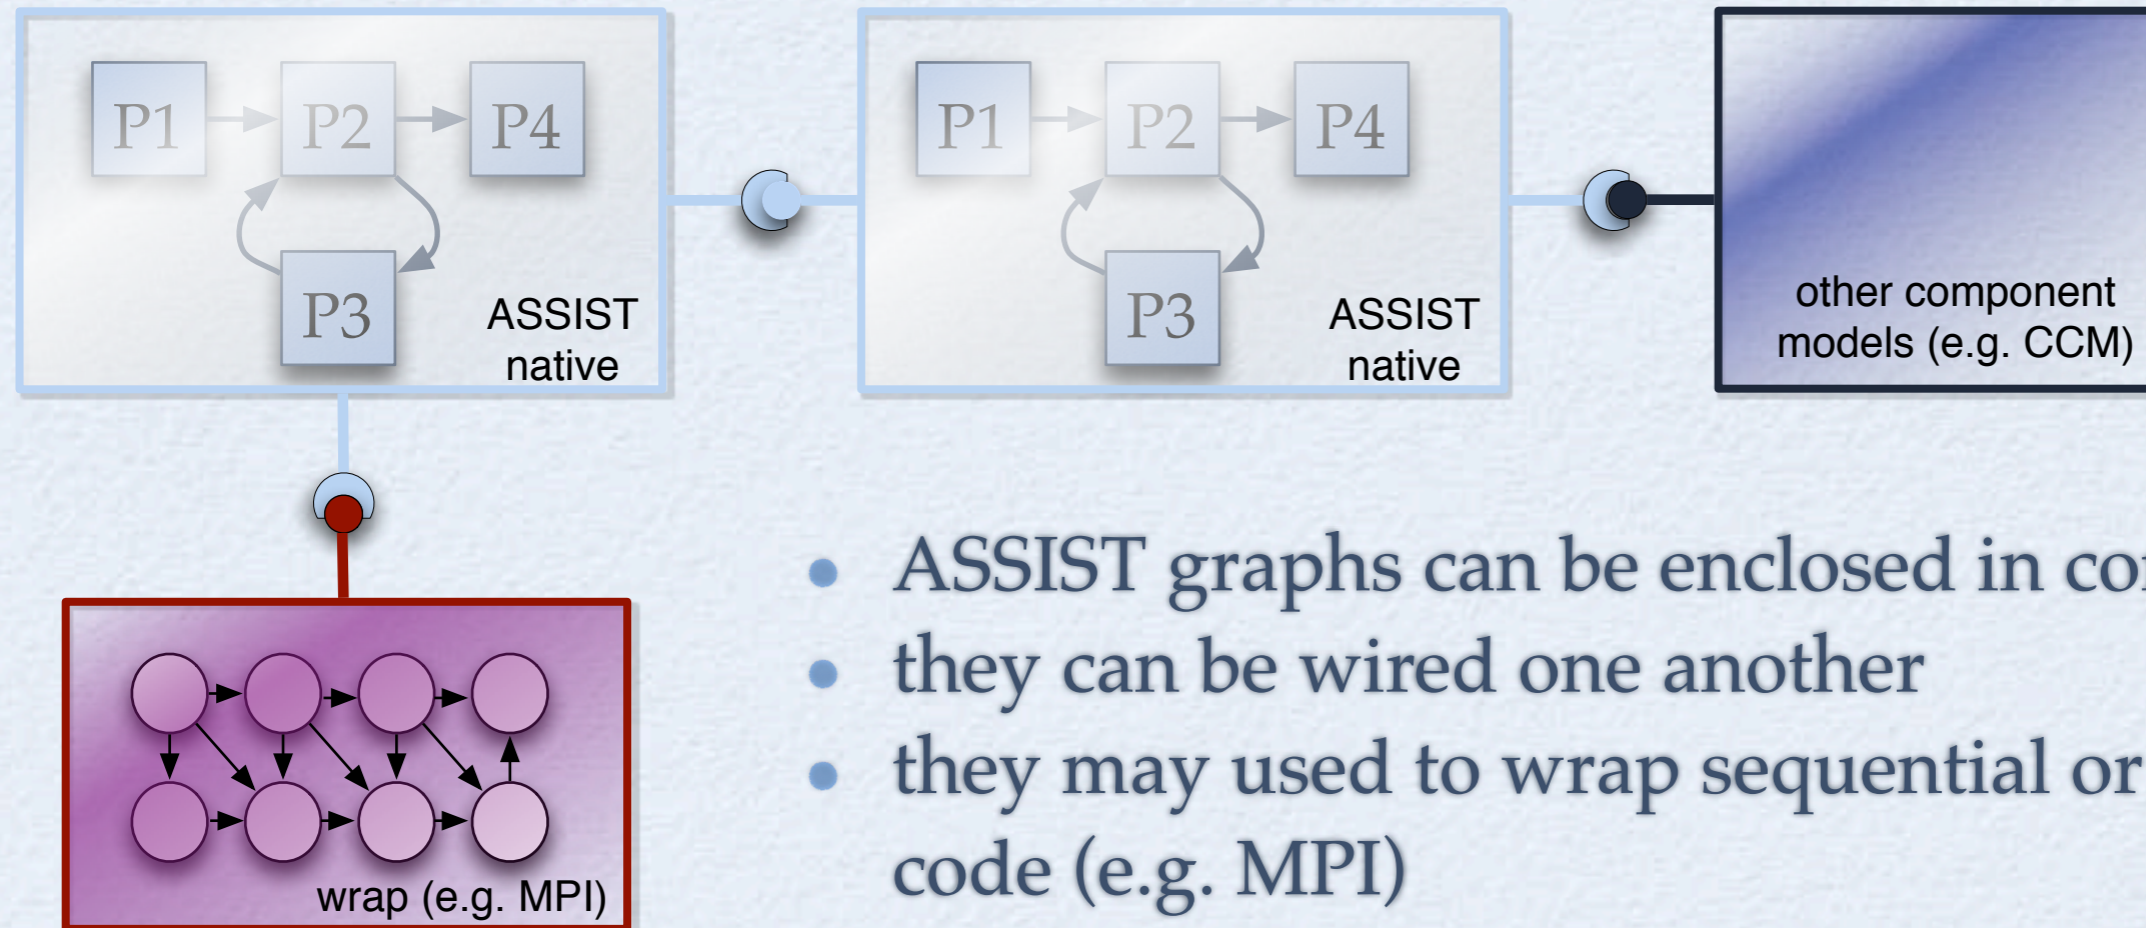 P1 P2 P4
P3
ASSIST
native
P1 P2 P4
P3
ASSIST
native
other component
models (e.g. CCM)
wrap (e.g. MPI)
ASSIST graphs can be enclosed in
they can be wired one another
they may used to wrap sequential or
code (e.g. MPI)